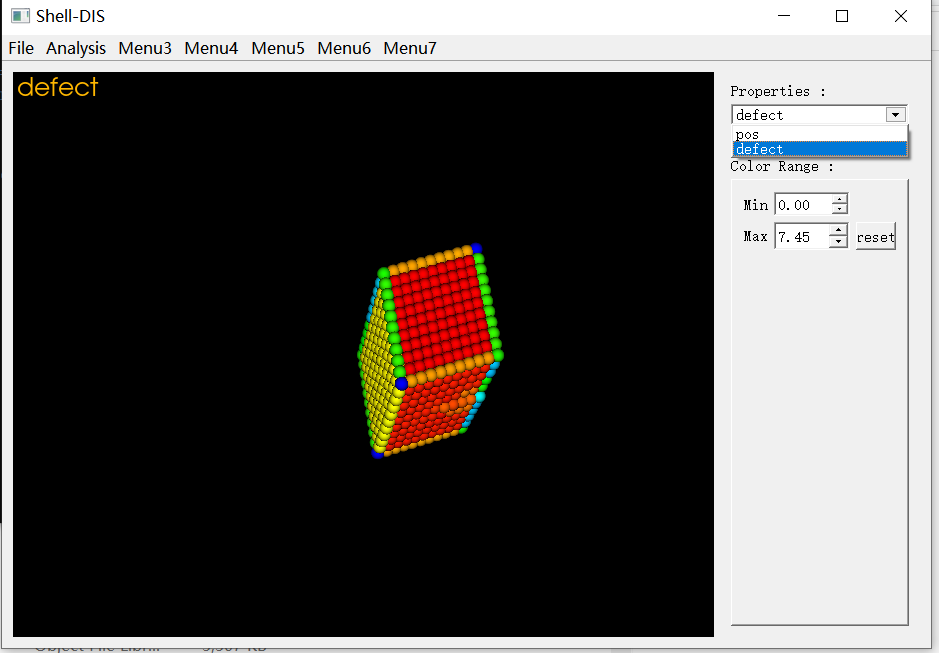 Shell-DIS
File Analysis Menu3 Menu4 Menu5 Menu6 Menu7
defect
Properties :
defect
pos
defect
Color Range :
Min 0.00
Max 7.45 reset